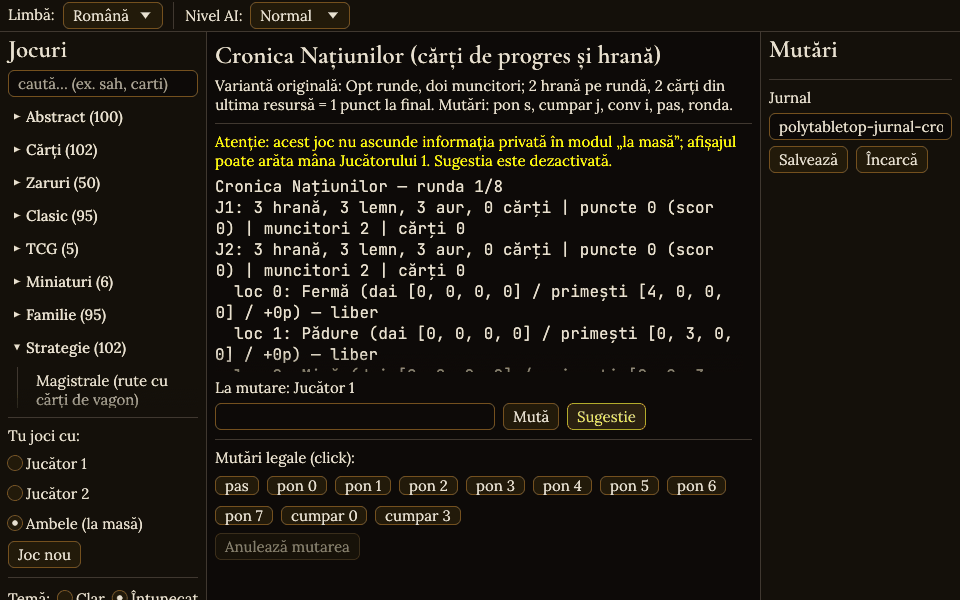 Limbă: Română ▼ Nivel AI: Normal ▼
Jocuri
caută... (ex. sah, carti)
▸ Abstract (100)
▸ Cărți (102)
▸ Zaruri (50)
▸ Clasic (95)
▸ TCG (5)
▸ Miniaturi (6)
▸ Familie (95)
▾ Strategie (102)
Magistrale (rute cu
cărți de vagon)
Tu joci cu:
Jucător 1
Jucător 2
Ambele (la masă)
Joc nou
Temă: Clar Întunecat
Cronica Națiunilor (cărți de progres și hrană)
Variantă originală: Opt runde, doi muncitori; 2 hrană pe rundă, 2 cărți din
ultima resursă = 1 punct la final. Mutări: pon s, cumpar j, conv i, pas, ronda.
Atenție: acest joc nu ascunde informația privată în modul „la masă”; afișajul
poate arăta mâna Jucătorului 1. Sugestia este dezactivată.
Cronica Națiunilor — runda 1/8
J1: 3 hrană, 3 lemn, 3 aur, 0 cărți | puncte 0 (scor
0) | muncitori 2 | cărți 0
J2: 3 hrană, 3 lemn, 3 aur, 0 cărți | puncte 0 (scor
0) | muncitori 2 | cărți 0
loc 0: Fermă (dai [0, 0, 0, 0] / primești [4, 0, 0,
0] / +0p) — liber
loc 1: Pădure (dai [0, 0, 0, 0] / primești [0, 3, 0,
0] / +0p) — liber
La mutare: Jucător 1
Mută Sugestie
Mutări legale (click):
pas pon 0 pon 1 pon 2 pon 3 pon 4 pon 5 pon 6
pon 7 cumpar 0 cumpar 3
Anulează mutarea
Mutări
Jurnal
polytabletop-jurnal-cro
Salvează Încarcă